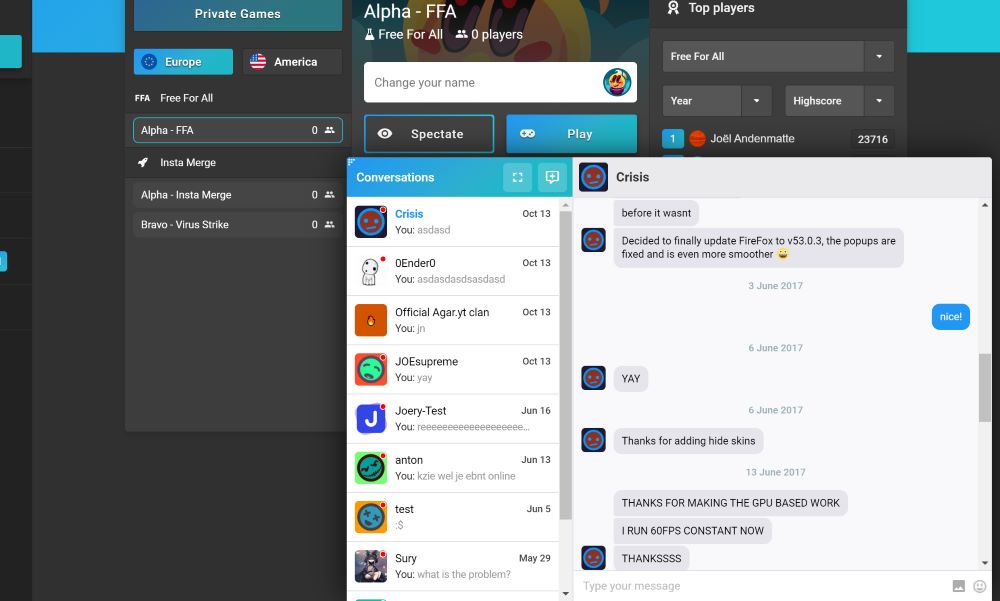 Private Games
Europe
America
FFA Free For All
Alpha - FFA 0
Insta Merge
Alpha - Insta Merge 0
Bravo - Virus Strike 0
Alpha - FFA
Free For All 0 players
Change your name
Spectate
Play
Top players
Free For All
Year
Highscore
1 Joël Andenmatte 23716
Conversations
Crisis Oct 13
You: asdasd
0Ender0 Oct 13
You: asdasdasdsasdasd
Official Agar.yt clan Oct 13
You: jn
JOEsupreme Oct 13
You: yay
Joery-Test Jun 16
You: reeeeeeeeeeeeeeeeeee...
anton Jun 13
You: kzie wel je ebnt online
test Jun 5
:$
Sury May 29
You: what is the problem?
Crisis
before it wasnt
Decided to finally update FireFox to v53.0.3, the popups are
fixed and is even more smoother 😀
3 June 2017
nice!
6 June 2017
YAY
6 June 2017
Thanks for adding hide skins
13 June 2017
THANKS FOR MAKING THE GPU BASED WORK
I RUN 60FPS CONSTANT NOW
THANKSSSS
Type your message